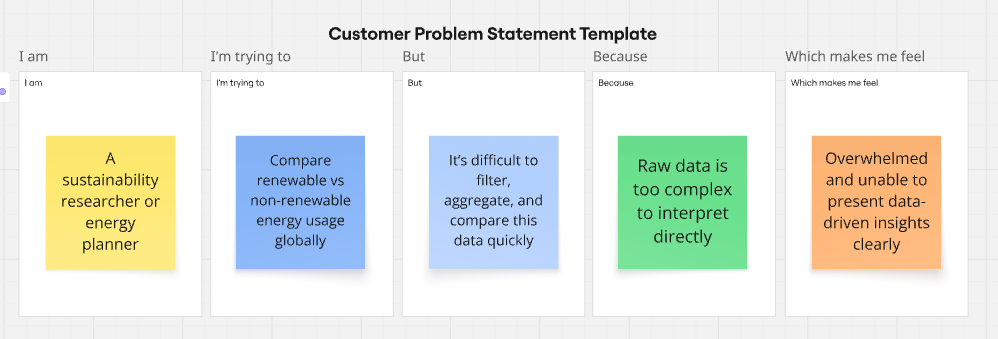 Customer Problem Statement Template
I am
I'm trying to
But
Because
Which makes me feel
I am
I'm trying to
But
Because
Which makes me feel
A
sustainability
researcher or
energy
planner
Compare
renewable vs
non-renewable
energy usage
globally
It's difficult to
filter,
aggregate, and
compare this
data quickly
Raw data is
too complex
to interpret
directly
Overwhelmed
and unable to
present data-
driven insights
clearly